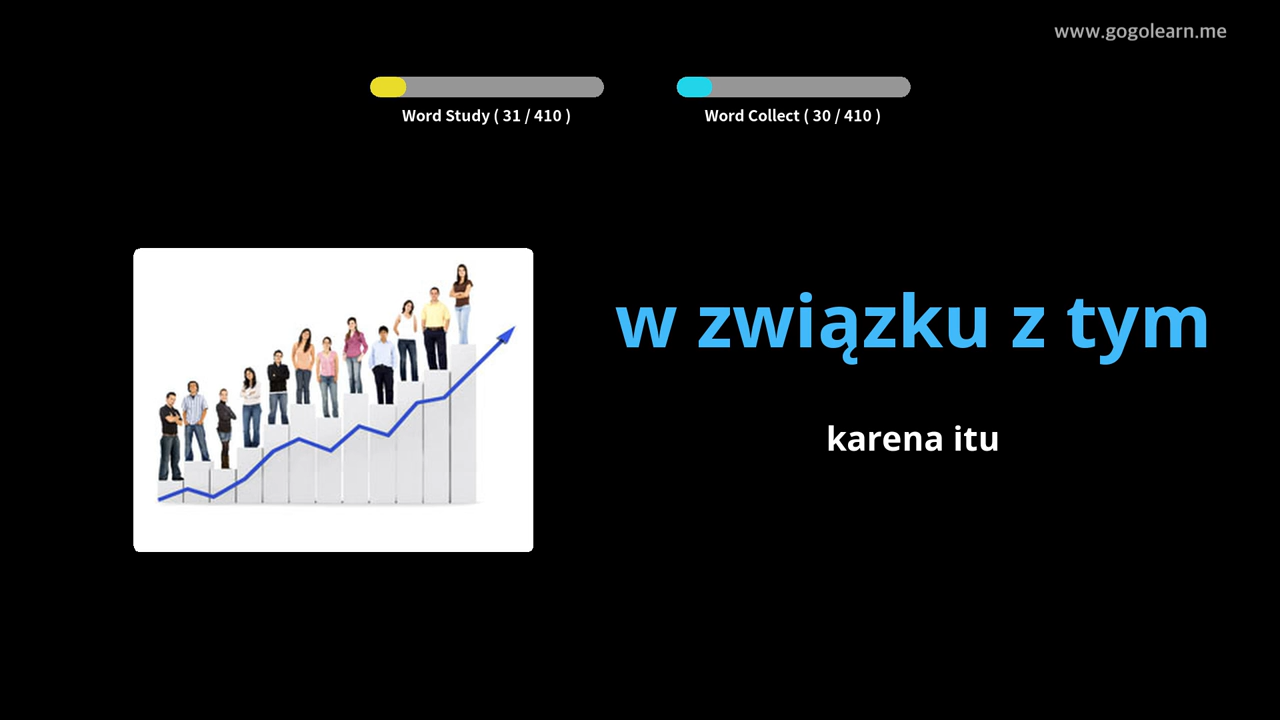 www.gogolearn.me
Word Study ( 31 / 410 )
Word Collect ( 30 / 410 )
w związku z tym
karena itu